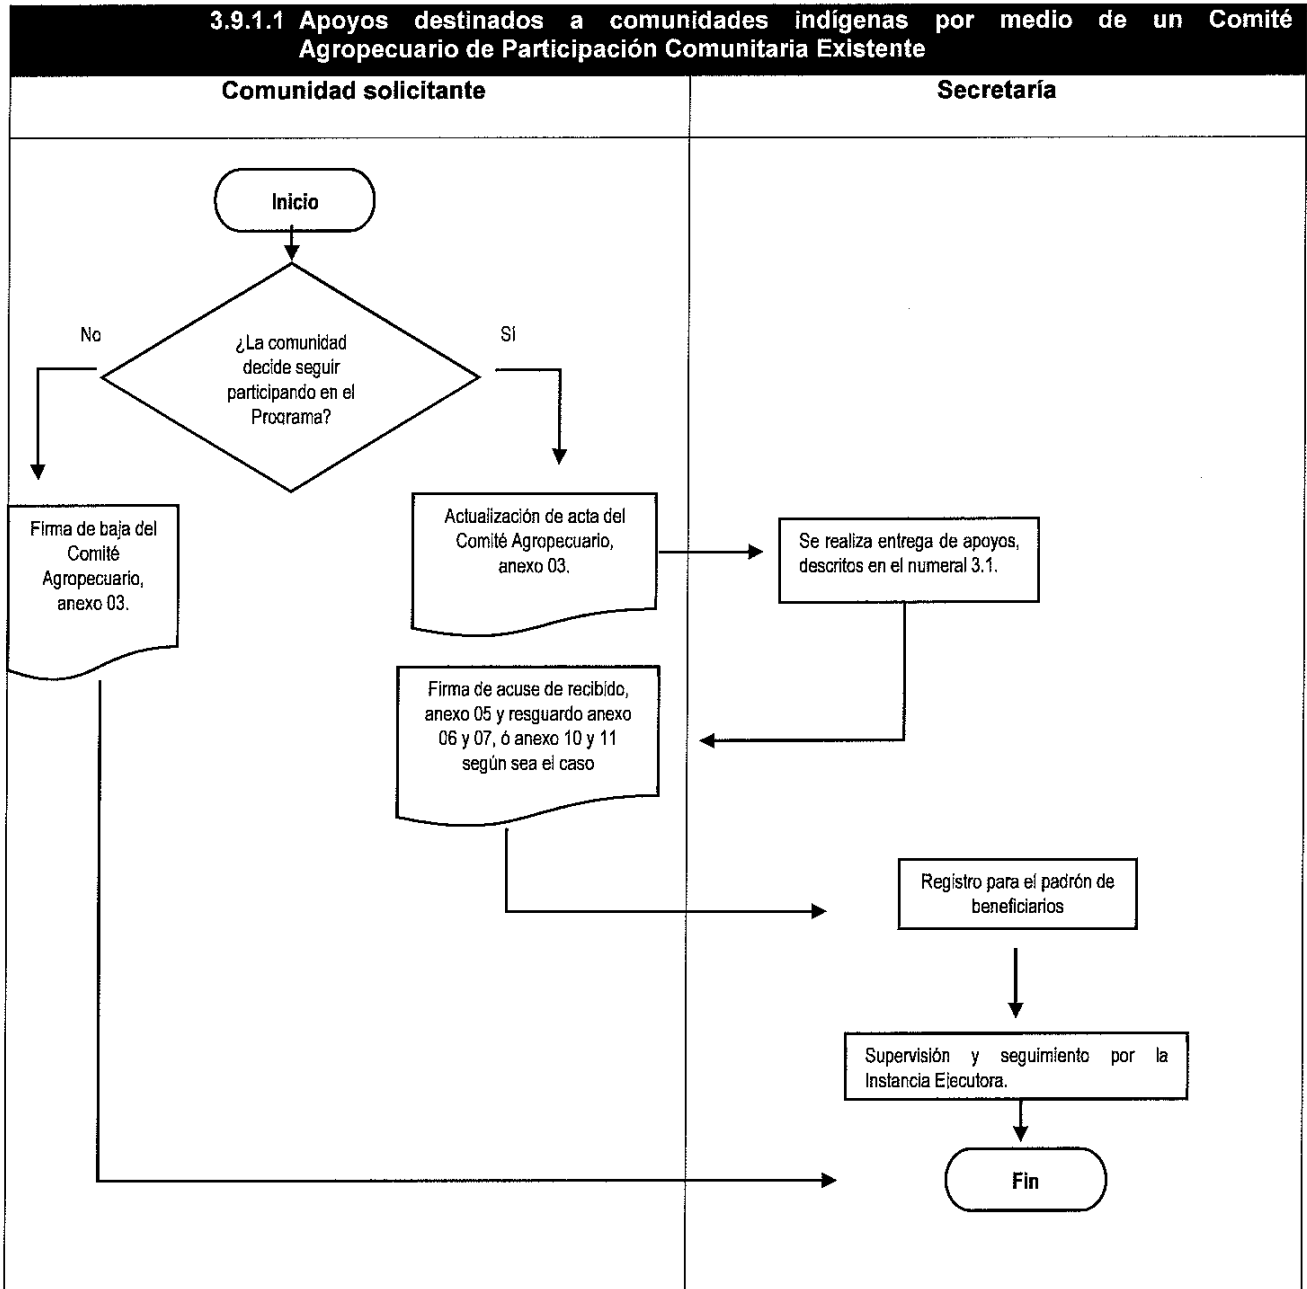 3.9.1.1 Apoyos destinados a comunidades indígenas por medio de un Comité
Agropecuario de Participación Comunitaria Existente
Comunidad solicitante
Secretaría
Inicio
No
Sí
¿La comunidad
decide seguir
participando en el
Programa?
Firma de baja del
Comité
Agropecuario,
anexo 03.
Actualización de acta del
Comité Agropecuario,
anexo 03.
Se realiza entrega de apoyos,
descritos en el numeral 3.1.
Firma de acuse de recibido,
anexo 05 y resguardo anexo
06 y 07, ó anexo 10 y 11
según sea el caso
Registro para el padrón de
beneficiarios
Supervisión y seguimiento por la
Instancia Ejecutora.
Fin